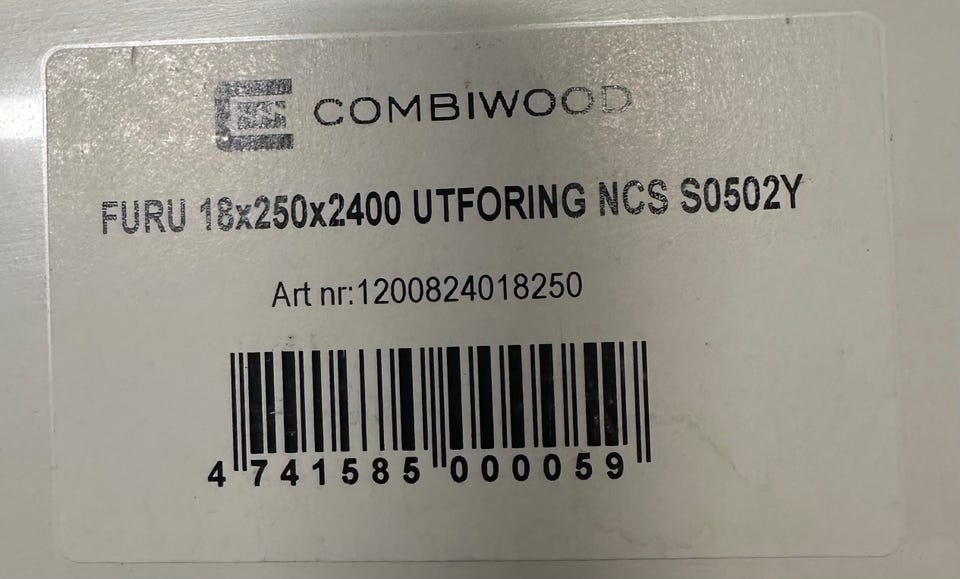 COMBIWOOD
FURU 18x250x2400 UTFORING NCS S0502Y
Art nr:1200824018250
4 741585 000059